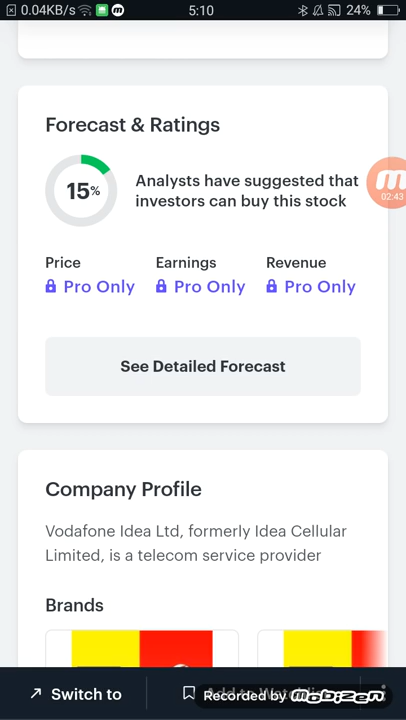 0.04KB/s
5:10
24%
Forecast & Ratings
15%
Analysts have suggested that
investors can buy this stock
02:43
Price Earnings Revenue
Pro Only Pro Only Pro Only
See Detailed Forecast
Company Profile
Vodafone Idea Ltd, formerly Idea Cellular
Limited, is a telecom service provider
Brands
Switch to
Recorded by mobizen